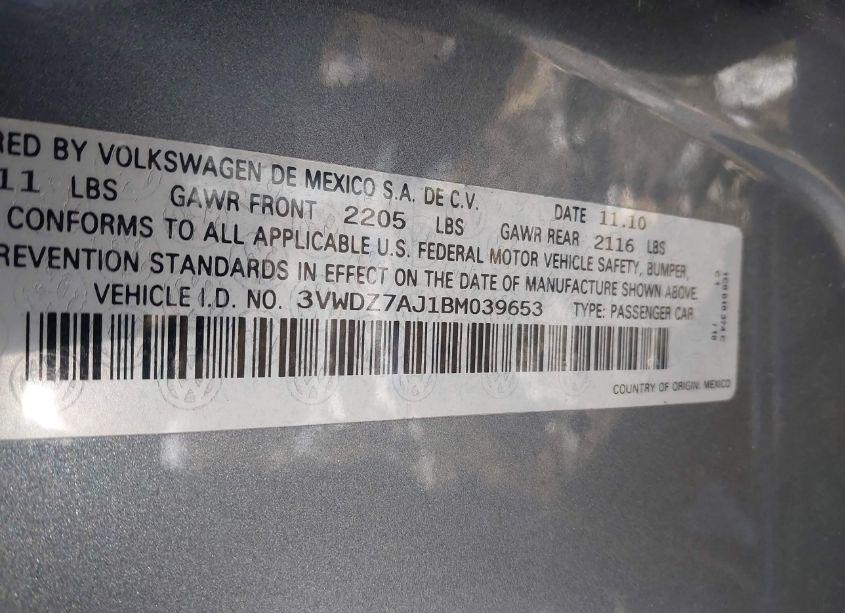 RED BY VOLKSWAGEN DE MEXICO S.A. DE C.V. DATE 11.10
11 LBS GAWR FRONT 2205 LBS GAWR REAR 2116 LBS
CONFORMS TO ALL APPLICABLE U.S. FEDERAL MOTOR VEHICLE SAFETY, BUMPER,
REVENTION STANDARDS IN EFFECT ON THE DATE OF MANUFACTURE SHOWN ABOVE.
VEHICLE I.D. NO. 3VWDZ7AJ1BM039653 TYPE: PASSENGER CAR
COUNTRY OF ORIGIN: MEXICO